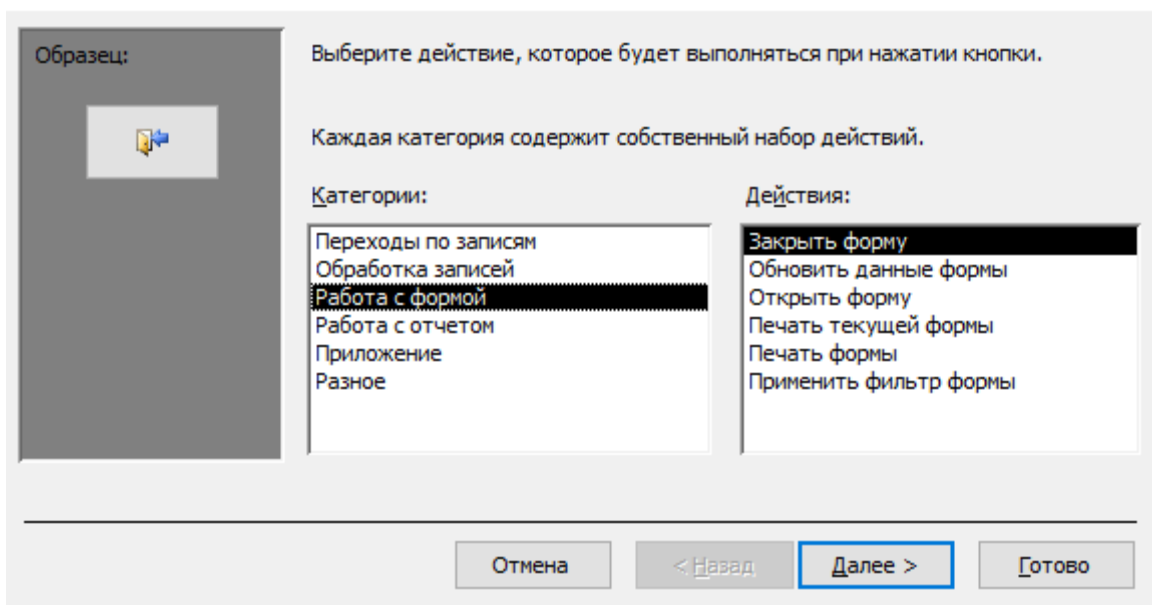 Образец:
Выберите действие, которое будет выполняться при нажатии кнопки.
Каждая категория содержит собственный набор действий.
Категории:
Переходы по записям
Обработка записей
Работа с формой
Работа с отчетом
Приложение
Разное
Действия:
Закрыть форму
Обновить данные формы
Открыть форму
Печать текущей формы
Печать формы
Применить фильтр формы
Отмена
< Назад
Далее >
Готово